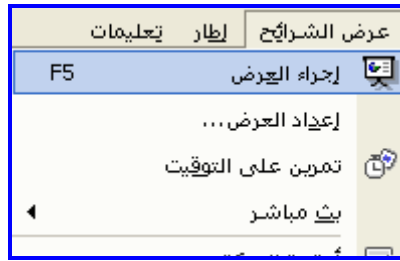 عرض الشرائح إطار تعليمات
إجراء العرض F5
إعداد العرض...
تمرين على التوقيت
بث مباشر